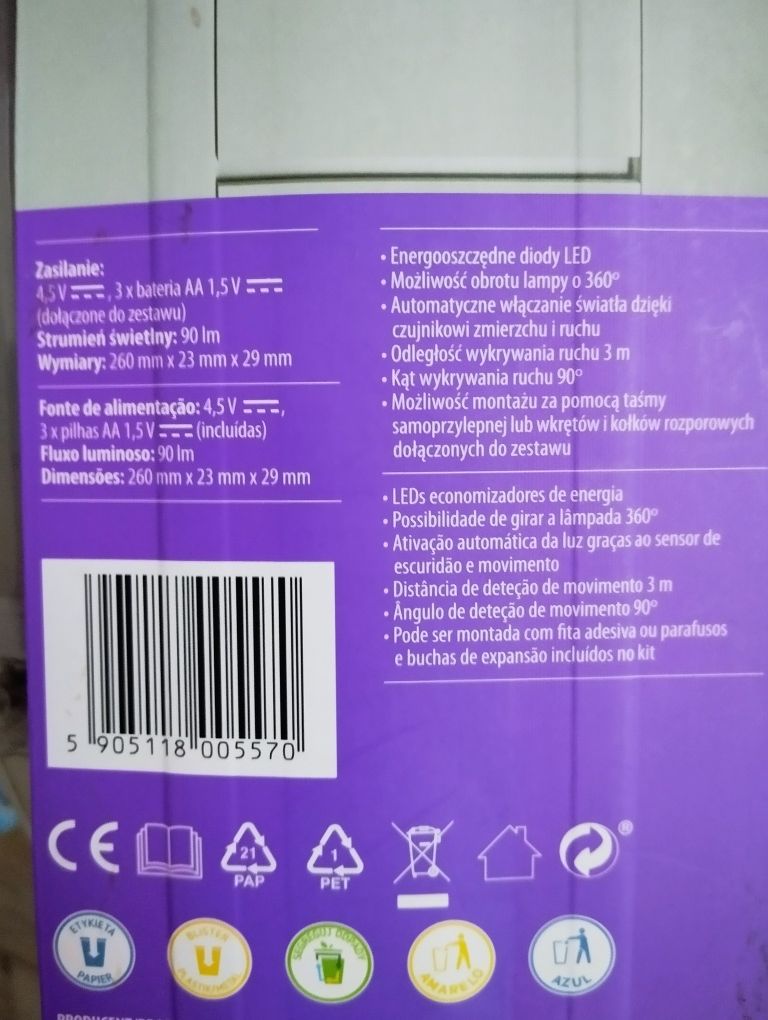 Zasilanie:
4,5 V , 3 x bateria AA 1,5 V
(dołączone do zestawu)
Strumień świetlny: 90 lm
Wymiary: 260 mm x 23 mm x 29 mm
Fonte de alimentação: 4,5 V ,
3 x pilhas AA 1,5 V (incluídas)
Fluxo luminoso: 90 lm
Dimensões: 260 mm x 23 mm x 29 mm
• Energooszczędne diody LED
• Możliwość obrotu lampy o 360°
• Automatyczne włączanie światła dzięki
czujnikowi zmierzchu i ruchu
• Odległość wykrywania ruchu 3 m
• Kąt wykrywania ruchu 90°
• Możliwość montażu za pomocą taśmy
samoprzylepnej lub wkrętów i kołków rozporowych
dołączonych do zestawu
• LEDs economizadores de energia
• Possibilidade de girar a lâmpada 360°
• Ativação automática da luz graças ao sensor de
escuridão e movimento
• Distância de deteção de movimento 3 m
• Ângulo de deteção de movimento 90°
• Pode ser montada com fita adesiva ou parafusos
e buchas de expansão incluídos no kit
5 905118 005570
CE
21
PAP
1
PET
®
ETYKIETA
PAPIER
BLISTER
PLASTIK/METAL
SEGREGUJ ODPADY
AMARELO
AZUL